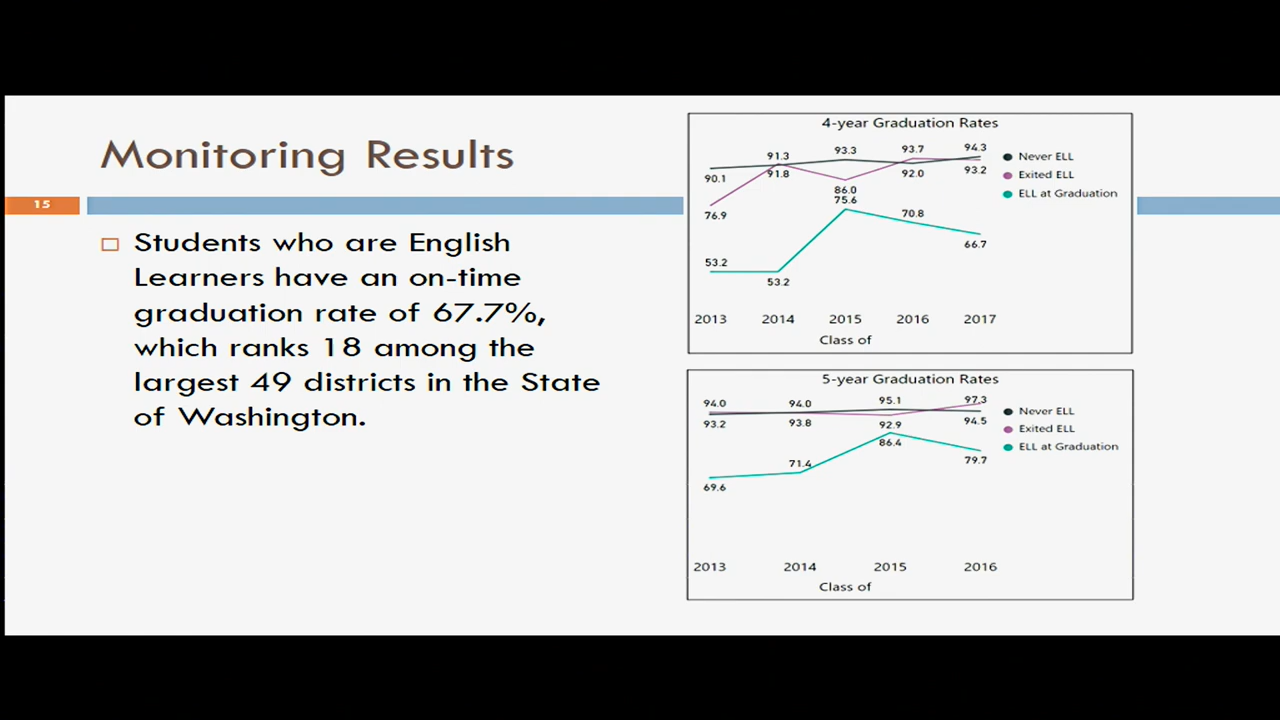 Monitoring Results
15
Students who are English
Learners have an on-time
graduation rate of 67.7%,
which ranks 18 among the
largest 49 districts in the State
of Washington.
4-year Graduation Rates
90.1
91.3
93.3
93.7
94.3
76.9
91.8
86.0
92.0
93.2
53.2
53.2
75.6
70.8
66.7
Never ELL
Exited ELL
ELL at Graduation
2013 2014 2015 2016 2017
Class of
5-year Graduation Rates
94.0
94.0
95.1
97.3
93.2
93.8
92.9
94.5
69.6
71.4
86.4
79.7
Never ELL
Exited ELL
ELL at Graduation
2013 2014 2015 2016
Class of